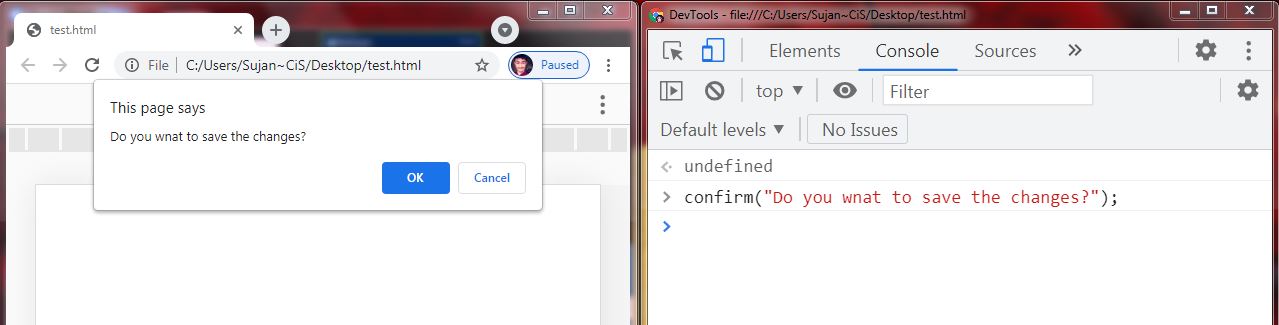 test.html
File
C:/Users/Sujan~CiS/Desktop/test.html
Paused
This page says
Do you wnat to save the changes?
OK
Cancel
DevTools - file:///C:/Users/Sujan~CiS/Desktop/test.html
Elements
Console
Sources
top
Filter
Default levels
No Issues
undefined
confirm("Do you wnat to save the changes?");